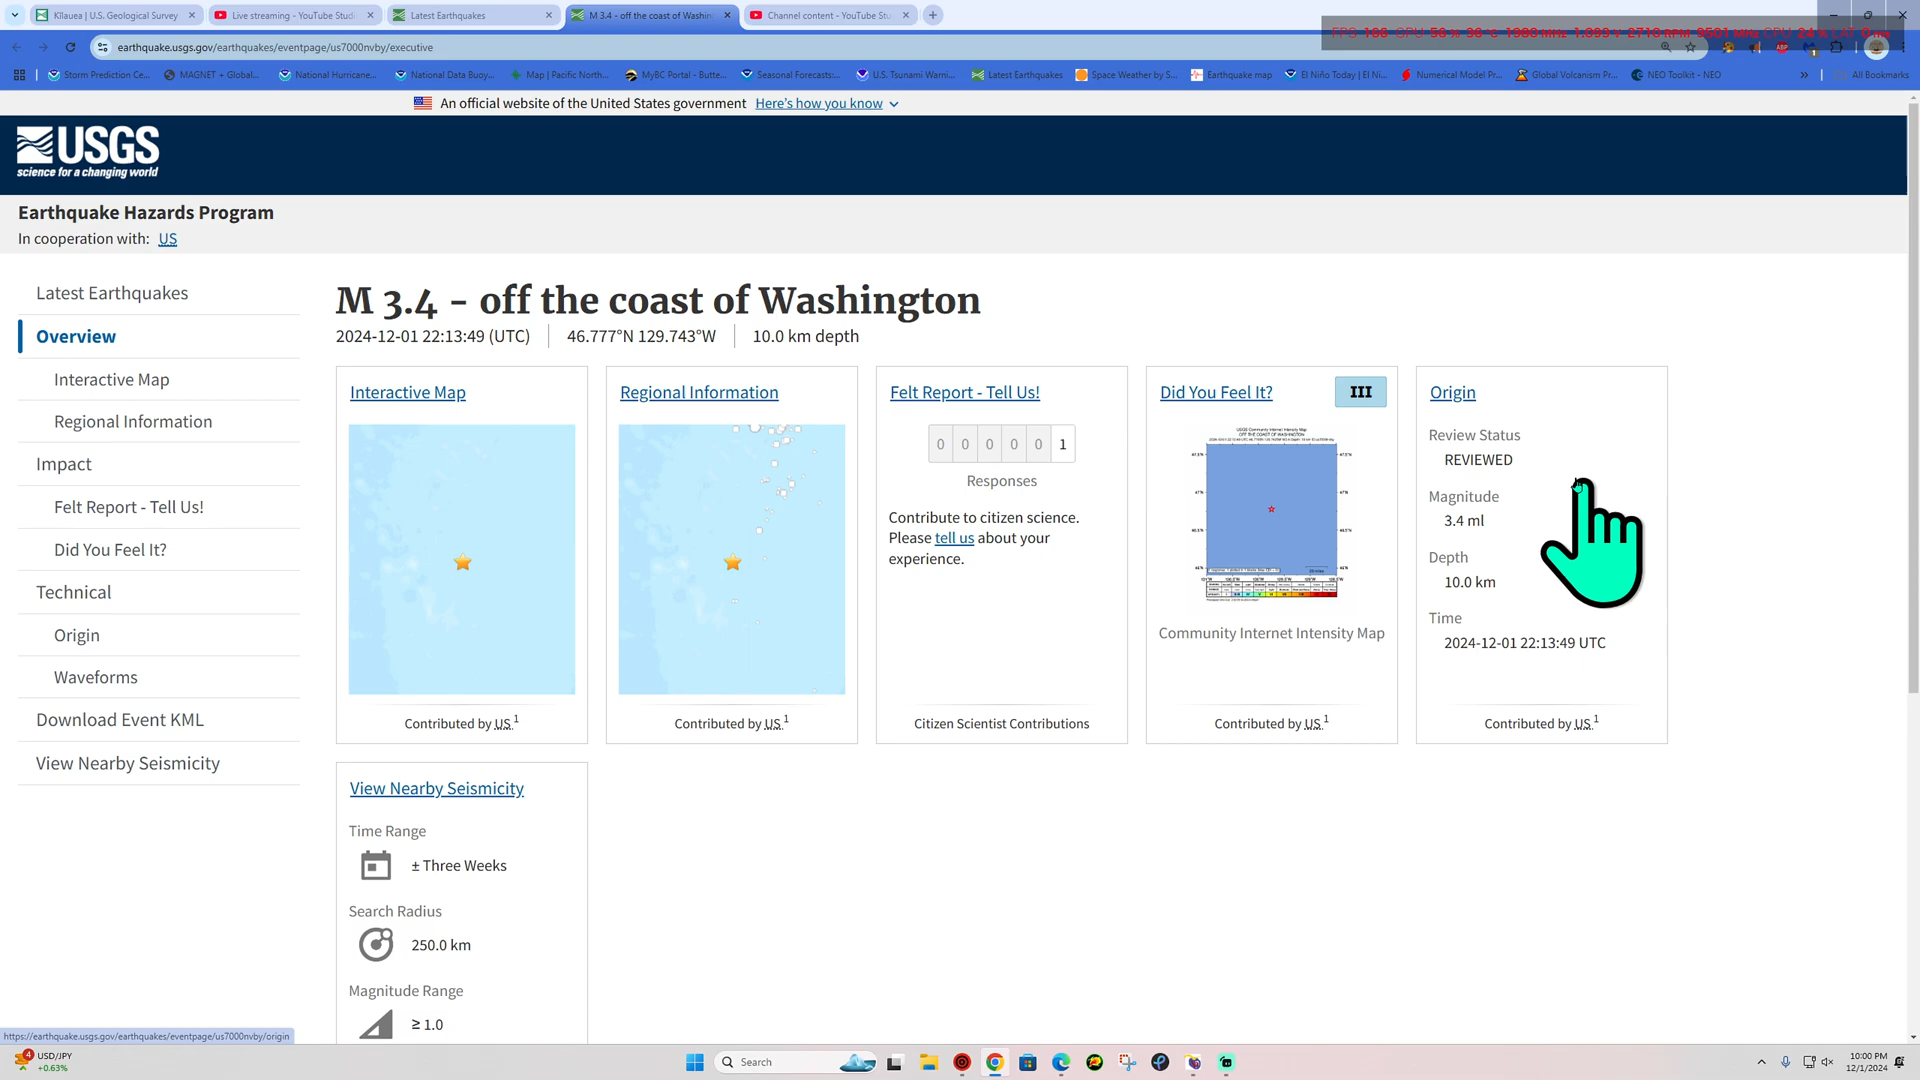 Kilauea | U.S. Geological Survey
Live streaming - YouTube Studi
Latest Earthquakes
M 3.4 - off the coast of Washin
Channel content - YouTube Stu
earthquake.usgs.gov/earthquakes/eventpage/us7000nvby/executive
Storm Prediction Ce...
MAGNET + Global...
National Hurricane...
National Data Buoy...
Map | Pacific North...
MyBC Portal - Butte...
Seasonal Forecasts:...
U.S. Tsunami Warni...
Latest Earthquakes
Space Weather by S...
Earthquake map
El Niño Today | El Ni...
Numerical Model Pr...
Global Volcanism Pr...
NEO Toolkit - NEO
All Bookmarks
An official website of the United States government Here's how you know
USGS
science for a changing world
Earthquake Hazards Program
In cooperation with: US
Latest Earthquakes
Overview
Interactive Map
Regional Information
Impact
Felt Report - Tell Us!
Did You Feel It?
Technical
Origin
Waveforms
Download Event KML
View Nearby Seismicity
M 3.4 - off the coast of Washington
2024-12-01 22:13:49 (UTC) 46.777°N 129.743°W 10.0 km depth
Interactive Map
Contributed by US 1
Regional Information
Contributed by US 1
Felt Report - Tell Us!
0 0 0 0 0 1
Responses
Contribute to citizen science.
Please tell us about your
experience.
Citizen Scientist Contributions
Did You Feel It? III
Community Internet Intensity Map
Contributed by US 1
Origin
Review Status
REVIEWED
Magnitude
3.4 ml
Depth
10.0 km
Time
2024-12-01 22:13:49 UTC
Contributed by US 1
View Nearby Seismicity
Time Range
± Three Weeks
Search Radius
250.0 km
Magnitude Range
≥ 1.0
https://earthquake.usgs.gov/earthquakes/eventpage/us7000nvby/origin
4
USD/JPY
+0.63%
Search
10:00 PM
12/1/2024